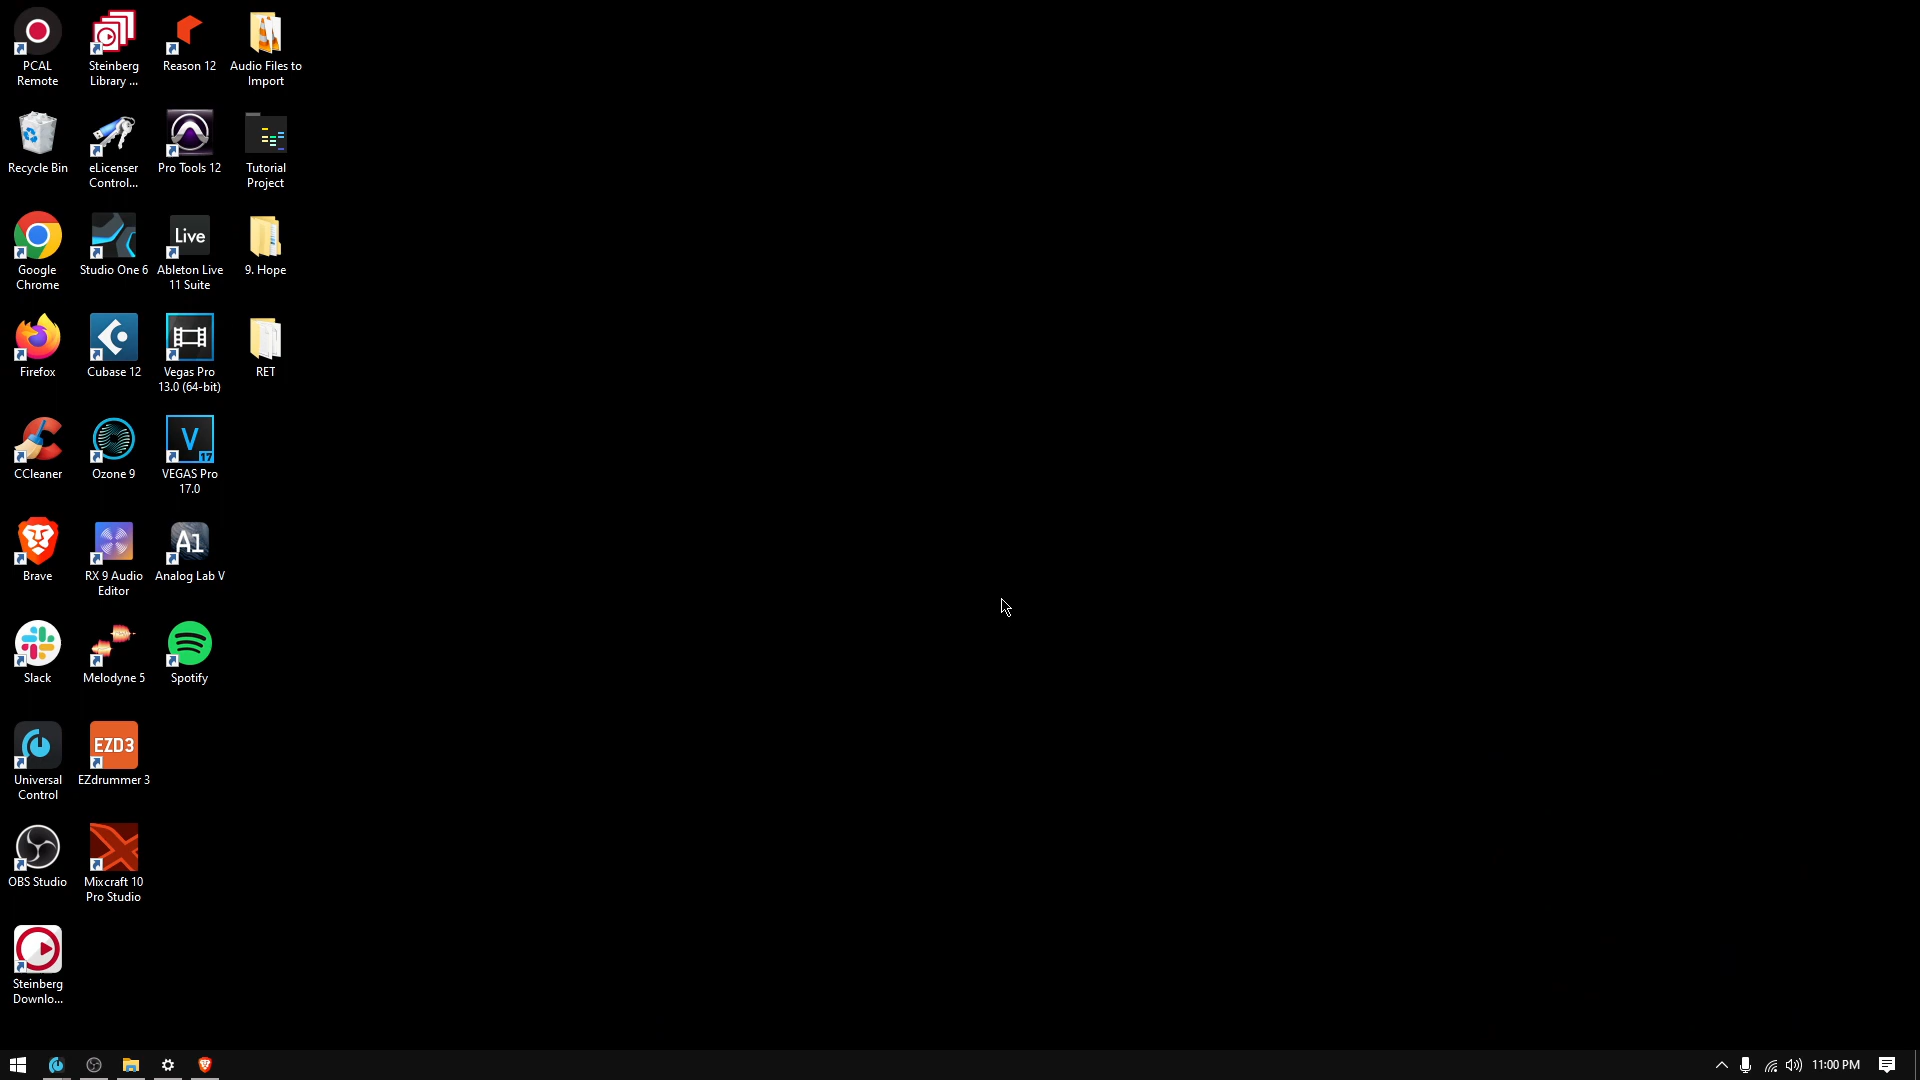 PCAL
Remote
Steinberg
Library ...
Reason 12
Audio Files to
Import
Recycle Bin
eLicenser
Control...
Pro Tools 12
Tutorial
Project
Google
Chrome
Studio One 6
Live
Ableton Live
11 Suite
9. Hope
Firefox
Cubase 12
Vegas Pro
13.0 (64-bit)
RET
CCleaner
Ozone 9
V
17
VEGAS Pro
17.0
Brave
RX 9 Audio
Editor
A1
Analog Lab V
Slack
Melodyne 5
Spotify
Universal
Control
EZD3
EZdrummer 3
OBS Studio
Mixcraft 10
Pro Studio
Steinberg
Downlo...
11:00 PM